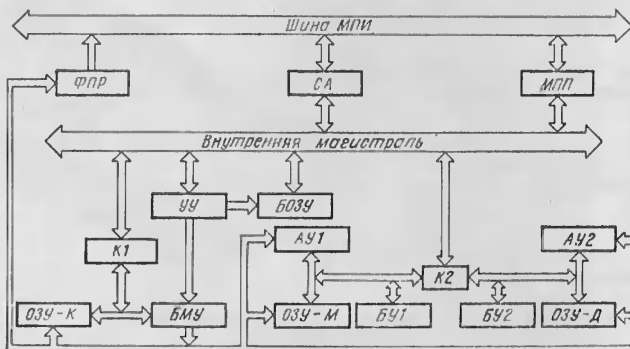 Шина МПИ
ФПР
СА
МПП
Внутренняя магистраль
УУ
БОЗУ
К1
АУ1
К2
АУ2
ОЗУ-К
БМУ
ОЗУ-М
БУ1
БУ2
ОЗУ-Д